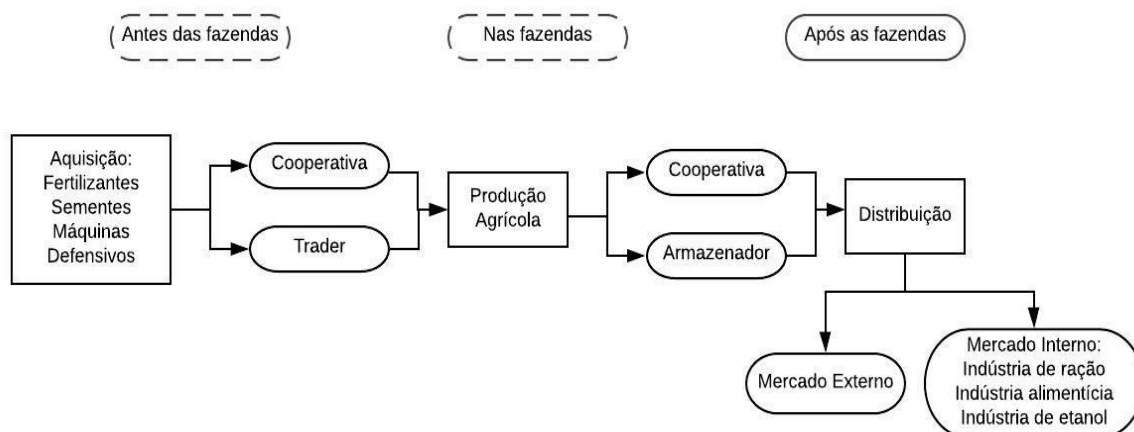 Antes das fazendas
Nas fazendas
Após as fazendas
Aquisição:
Fertilizantes
Sementes
Máquinas
Defensivos
Cooperativa
Trader
Produção
Agrícola
Cooperativa
Armazenador
Distribuição
Mercado Externo
Mercado Interno:
Indústria de ração
Indústria alimentícia
Indústria de etanol